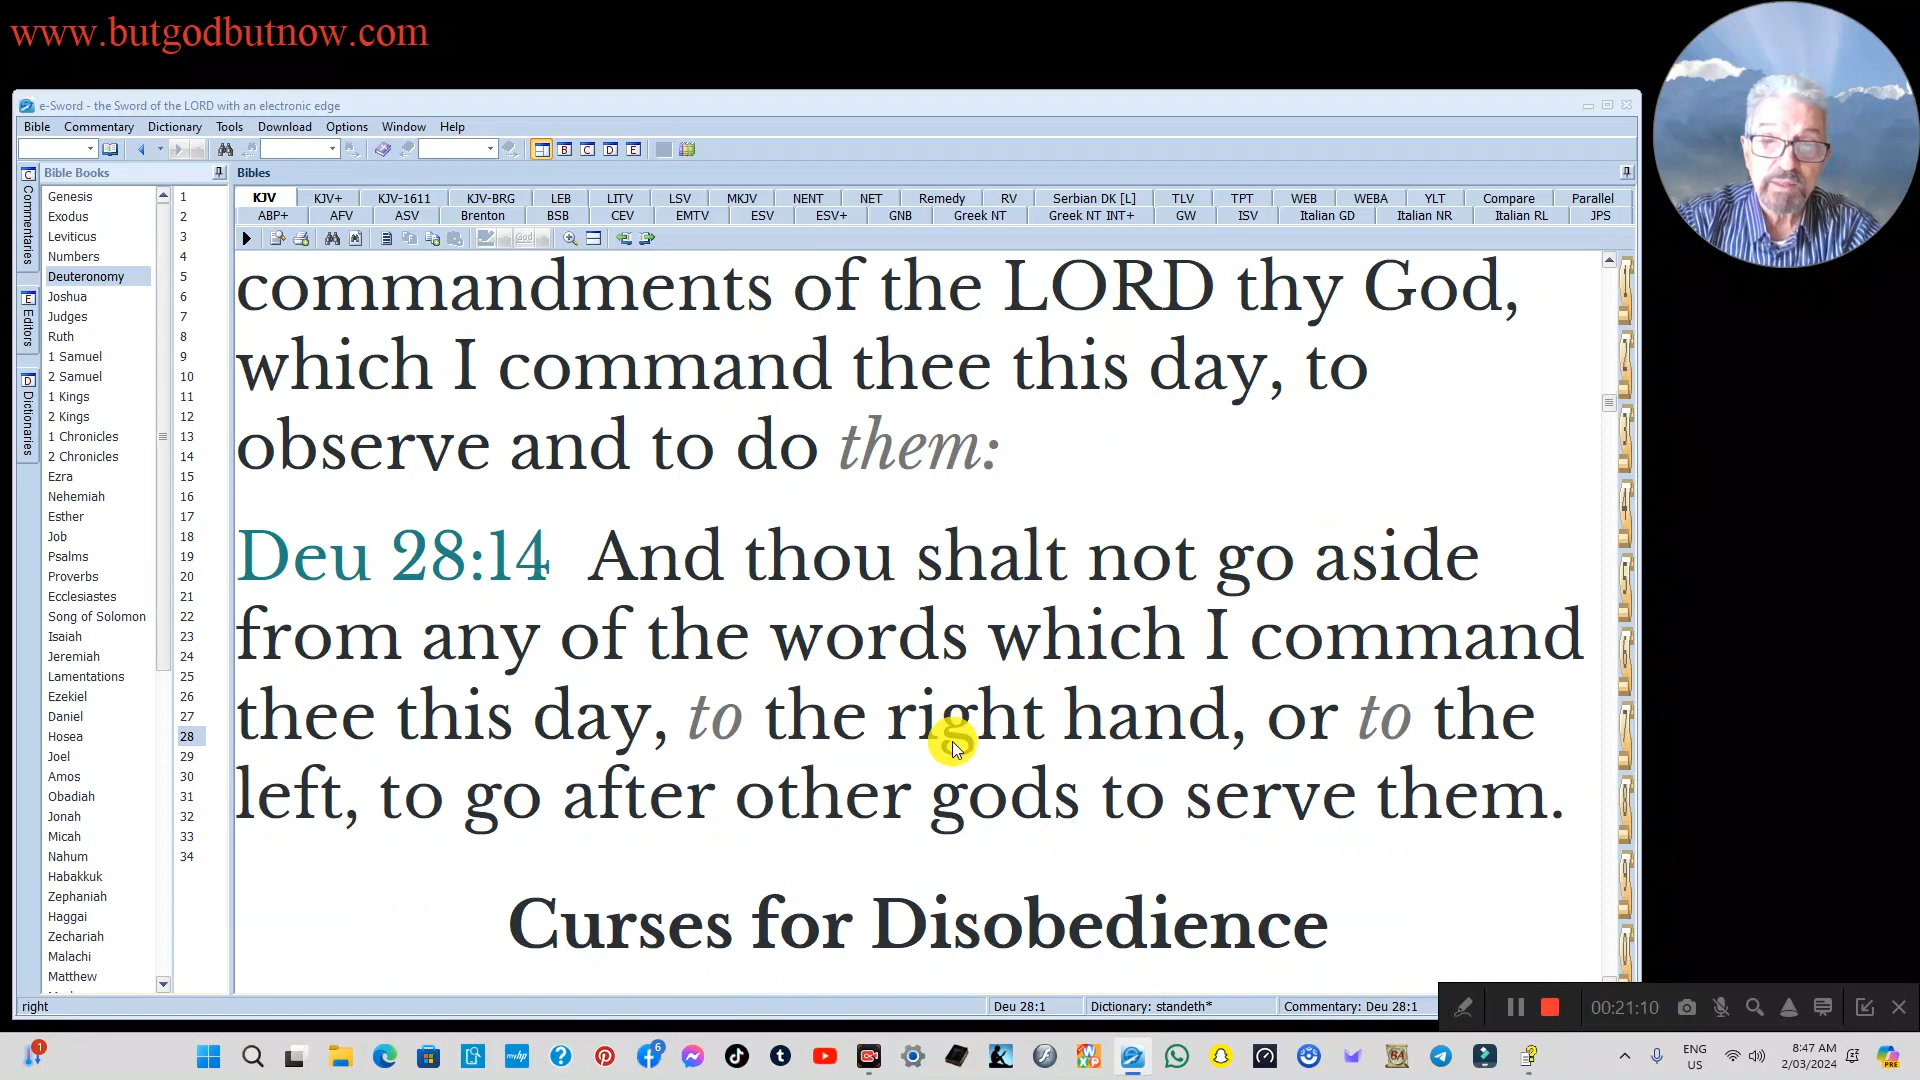 www.butgodbutnow.com
e-Sword - the Sword of the LORD with an electronic edge
Bible Commentary Dictionary Tools Download Options Window Help
B C D E
Bible Books
Bibles
C Commentaries
E Editors
D Dictionaries
Genesis 1
Exodus 2
Leviticus 3
Numbers 4
Deuteronomy 5
Joshua 6
Judges 7
Ruth 8
1 Samuel 9
2 Samuel 10
1 Kings 11
2 Kings 12
1 Chronicles 13
2 Chronicles 14
Ezra 15
Nehemiah 16
Esther 17
Job 18
Psalms 19
Proverbs 20
Ecclesiastes 21
Song of Solomon 22
Isaiah 23
Jeremiah 24
Lamentations 25
Ezekiel 26
Daniel 27
Hosea 28
Joel 29
Amos 30
Obadiah 31
Jonah 32
Micah 33
Nahum 34
Habakkuk
Zephaniah
Haggai
Zechariah
Malachi
Matthew
KJV KJV+ KJV-1611 KJV-BRG LEB LITV LSV MKJV NENT NET Remedy RV Serbian DK [L] TLV TPT WEB WEBA YLT Compare Parallel
ABP+ AFV ASV Brenton BSB CEV EMTV ESV ESV+ GNB Greek NT Greek NT INT+ GW ISV Italian GD Italian NR Italian RL JPS
God
commandments of the LORD thy God,
which I command thee this day, to
observe and to do them:
Deu 28:14 And thou shalt not go aside
from any of the words which I command
thee this day, to the right hand, or to the
left, to go after other gods to serve them.
Curses for Disobedience
right
Deu 28:1
Dictionary: standeth*
Commentary: Deu 28:1
00:21:10
1
6
ENG
US
8:47 AM
2/03/2024